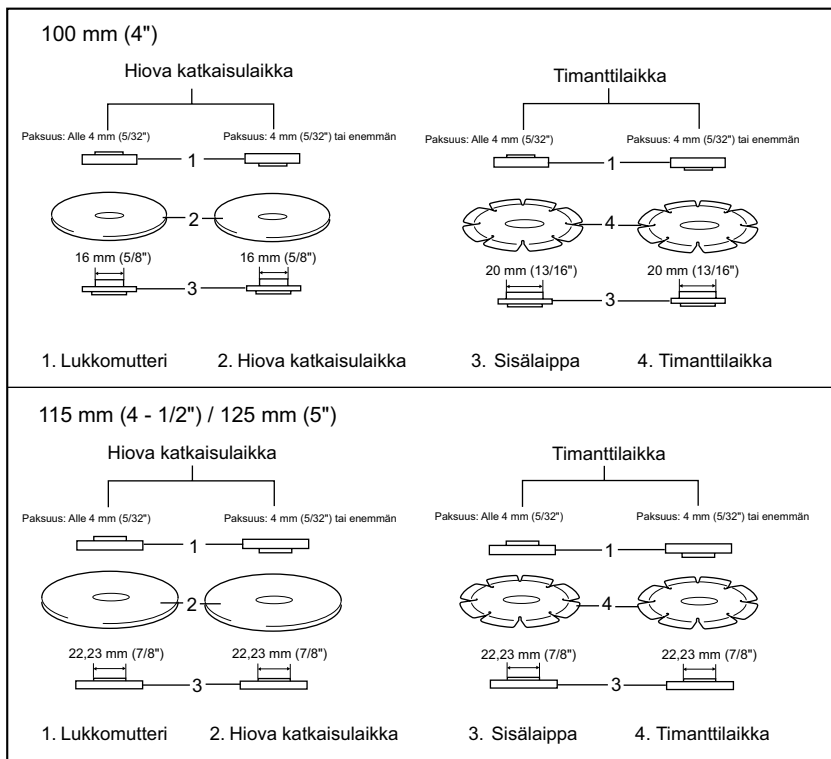 100 mm (4")
Hiova katkaisulaikka Timanttilaikka
Paksuus: Alle 4 mm (5/32") Paksuus: 4 mm (5/32") tai enemmän Paksuus: Alle 4 mm (5/32") Paksuus: 4 mm (5/32") tai enemmän
1 1
2 4
16 mm (5/8") 16 mm (5/8") 20 mm (13/16") 20 mm (13/16")
3 3
1. Lukkomutteri 2. Hiova katkaisulaikka 3. Sisälaippa 4. Timanttilaikka
115 mm (4 - 1/2") / 125 mm (5")
Hiova katkaisulaikka Timanttilaikka
Paksuus: Alle 4 mm (5/32") Paksuus: 4 mm (5/32") tai enemmän Paksuus: Alle 4 mm (5/32") Paksuus: 4 mm (5/32") tai enemmän
1 1
2 4
22,23 mm (7/8") 22,23 mm (7/8") 22,23 mm (7/8") 22,23 mm (7/8")
3 3
1. Lukkomutteri 2. Hiova katkaisulaikka 3. Sisälaippa 4. Timanttilaikka